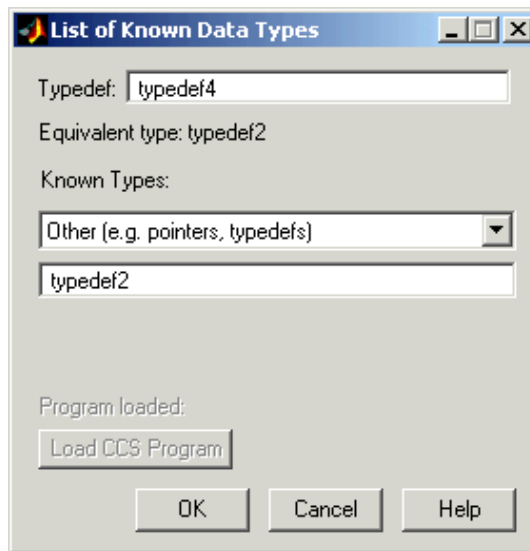 List of Known Data Types
Typedef: typedef4
Equivalent type: typedef2
Known Types:
Other (e.g. pointers, typedefs)
typedef2
Program loaded:
Load CCS Program
OK Cancel Help